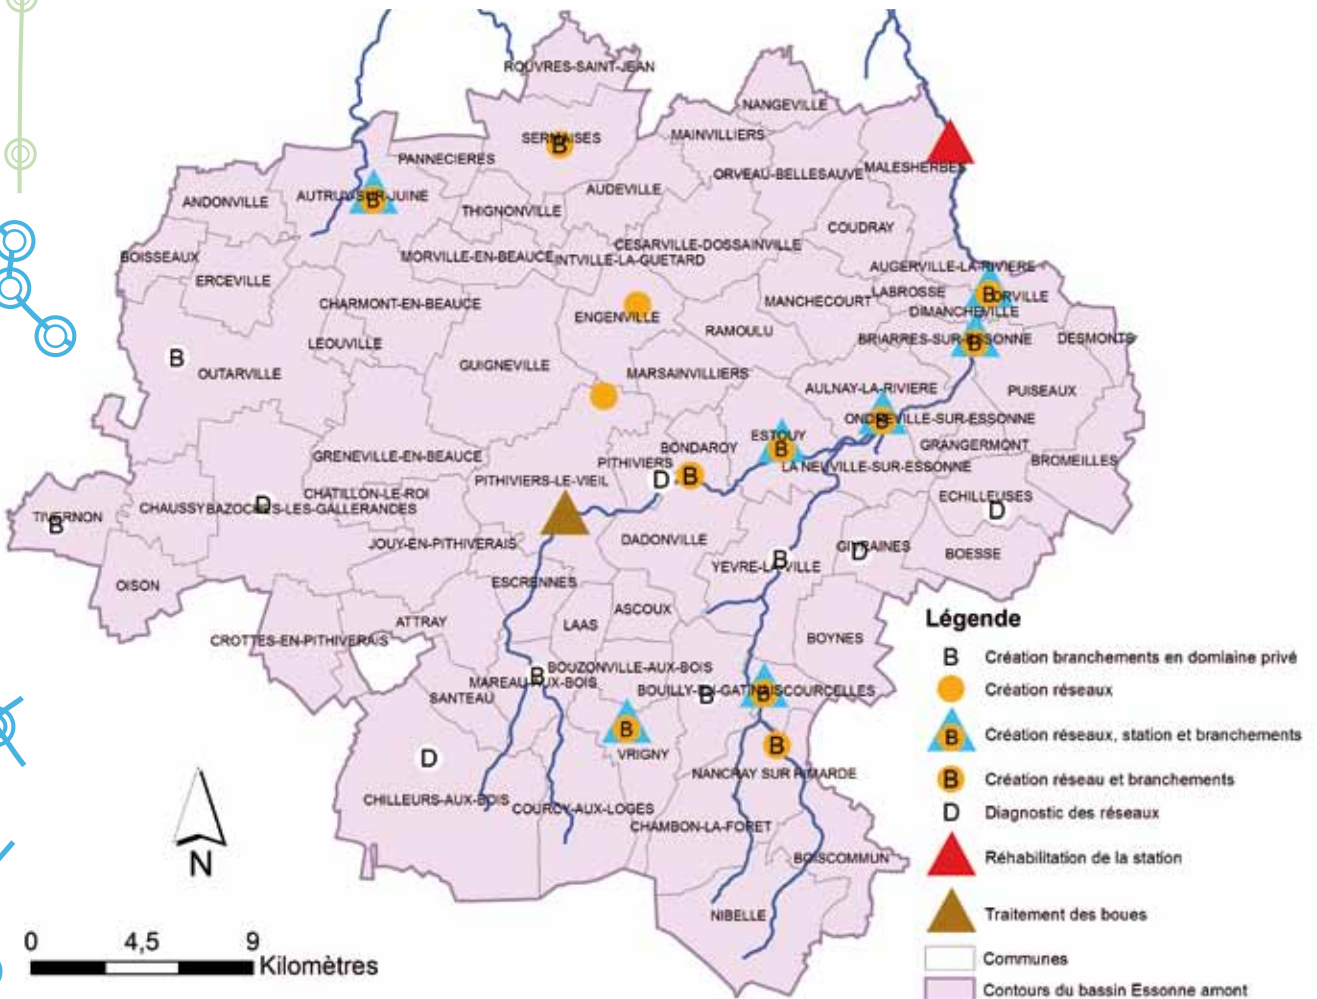 ROUVRES-SAINT-JEAN
NANGEVILLE
SERMAISES
B
MAINVILLIERS
PANNECIERES
ORVEAU-BELLESAUVE
MALESHERBES
AUDEVILLE
ANDONVILLE
AUTRUY-SUR-JUINE
B
THIGNONVILLE
COUDRAY
CESARVILLE-DOSSAINVILLE
BOISSEAUX
MORVILLE-EN-BEAUCE
INTVILLE-LA-GUETARD
AUGERVILLE-LA-RIVIERE
ERCEVILLE
LABROSSE
B
ORVILLE
CHARMONT-EN-BEAUCE
MANCHECOURT
DIMANCHEVILLE
ENGENVILLE
RAMOULU
BRIARRES-SUR-ESSONNE
B
DESMONTS
LEOUVILLE
B
OUTARVILLE
GUIGNEVILLE
MARSAINVILLIERS
AULNAY-LA-RIVIERE
PUISEAUX
ONDREVILLE-SUR-ESSONNE
B
ESTOUY
B
BONDAROY
GRANGERMONT
GRENEVILLE-EN-BEAUCE
PITHIVIERS
D
B
LA NEUVILLE-SUR-ESSONNE
BROMEILLES
PITHIVIERS-LE-VIEIL
CHATILLON-LE-ROI
ECHILLEUSES
D
CHAUSSY
BAZOCHES-LES-GALLERANDES
D
TIVERNON
B
JOUY-EN-PITHIVERAIS
DADONVILLE
GIVRAINES
D
BOESSE
YEVRE-LA-VILLE
B
OISON
ESCRENNES
ASCOUX
LAAS
ATTRAY
CROTTES-EN-PITHIVERAIS
BOYNES
BOUZONVILLE-AUX-BOIS
B
MAREAU-AUX-BOIS
BOUILLY-EN-GATINAIS
B
B
COURCELLES
SANTEAU
B
VRIGNY
B
NANCRAY SUR RIMARDE
D
CHILLEURS-AUX-BOIS
COURCY-AUX-LOGES
CHAMBON-LA-FORET
BOISCOMMUN
NIBELLE
N
0 4,5 9
Kilomètres
Légende
B Création branchements en domlaine privé
Création réseaux
B Création réseaux, station et branchements
B Création réseau et branchements
D Diagnostic des réseaux
Réhabilitation de la station
Traitement des boues
Communes
Contours du bassin Essonne amont